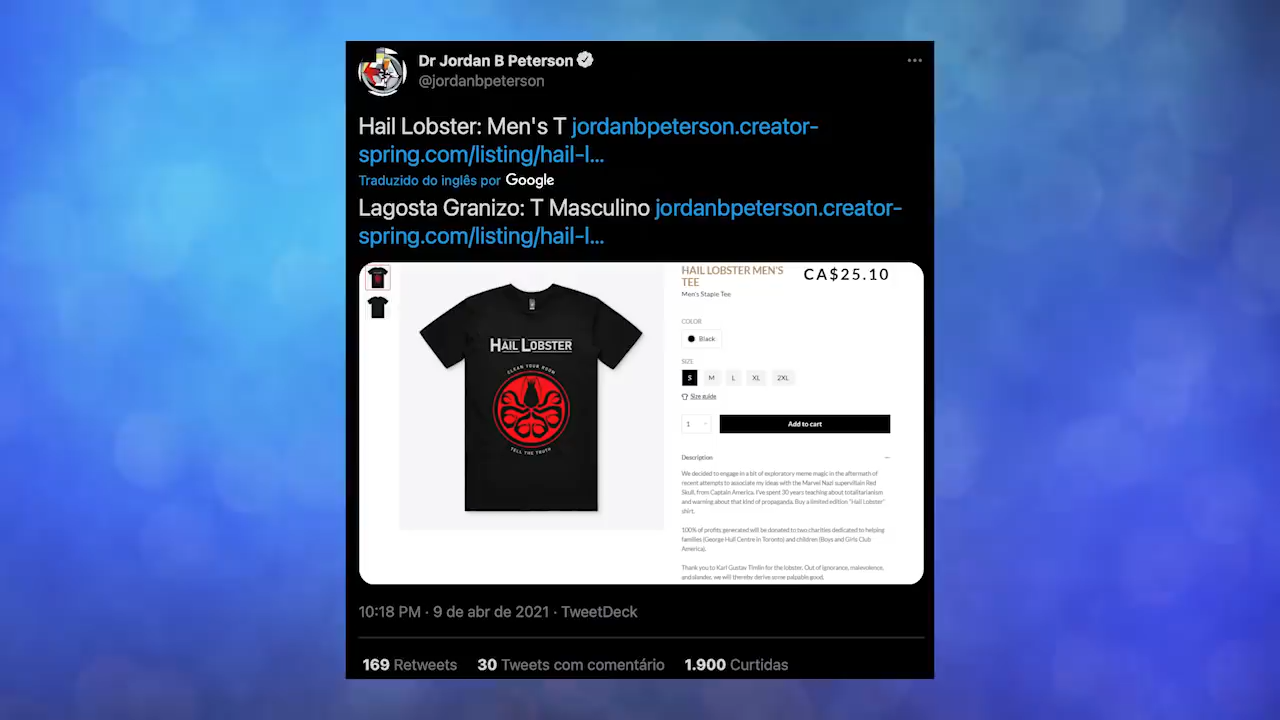 Dr Jordan B Peterson
@jordanbpeterson
Hail Lobster: Men's T jordanbpeterson.creator-
spring.com/listing/hail-l...
Traduzido do inglês por Google
Lagosta Granizo: T Masculino jordanbpeterson.creator-
spring.com/listing/hail-l...
HAIL LOBSTER
CLEAN YOUR ROOM
TELL THE TRUTH
HAIL LOBSTER MEN'S
TEE
CA$25.10
Men's Staple Tee
COLOR
Black
SIZE
S M L XL 2XL
Size guide
1
Add to cart
Description
We decided to engage in a bit of exploratory meme magic in the aftermath of
recent attempts to associate my ideas with the Marvel Nazi supervillain Red
Skull, from Captain America. I've spent 30 years teaching about totalitarianism
and warning about that kind of propaganda. Buy a limited edition "Hail Lobster"
shirt.
100% of profits generated will be donated to two charities dedicated to helping
families (George Hull Centre in Toronto) and children (Boys and Girls Club
America).
Thank you to Karl Gustav Timlin for the lobster. Out of ignorance, malevolence,
and slander, we will thereby derive some palpable good.
10:18 PM · 9 de abr de 2021 · TweetDeck
169 Retweets 30 Tweets com comentário 1.900 Curtidas